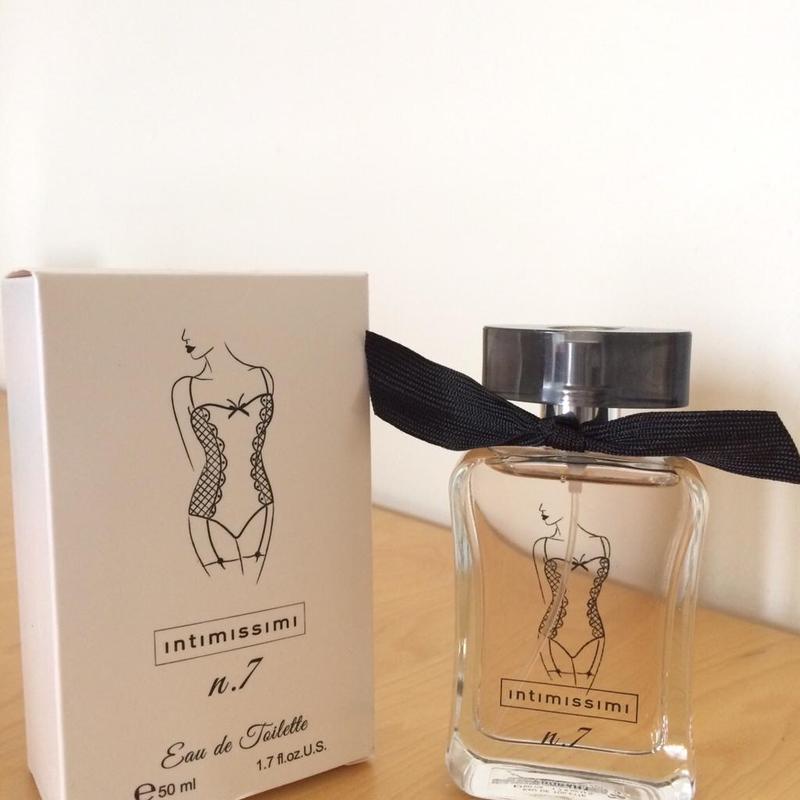 intimissimi
n.7
Eau de Toilette
1.7 fl.oz.U.S.
℮50 ml
intimissimi
n.7